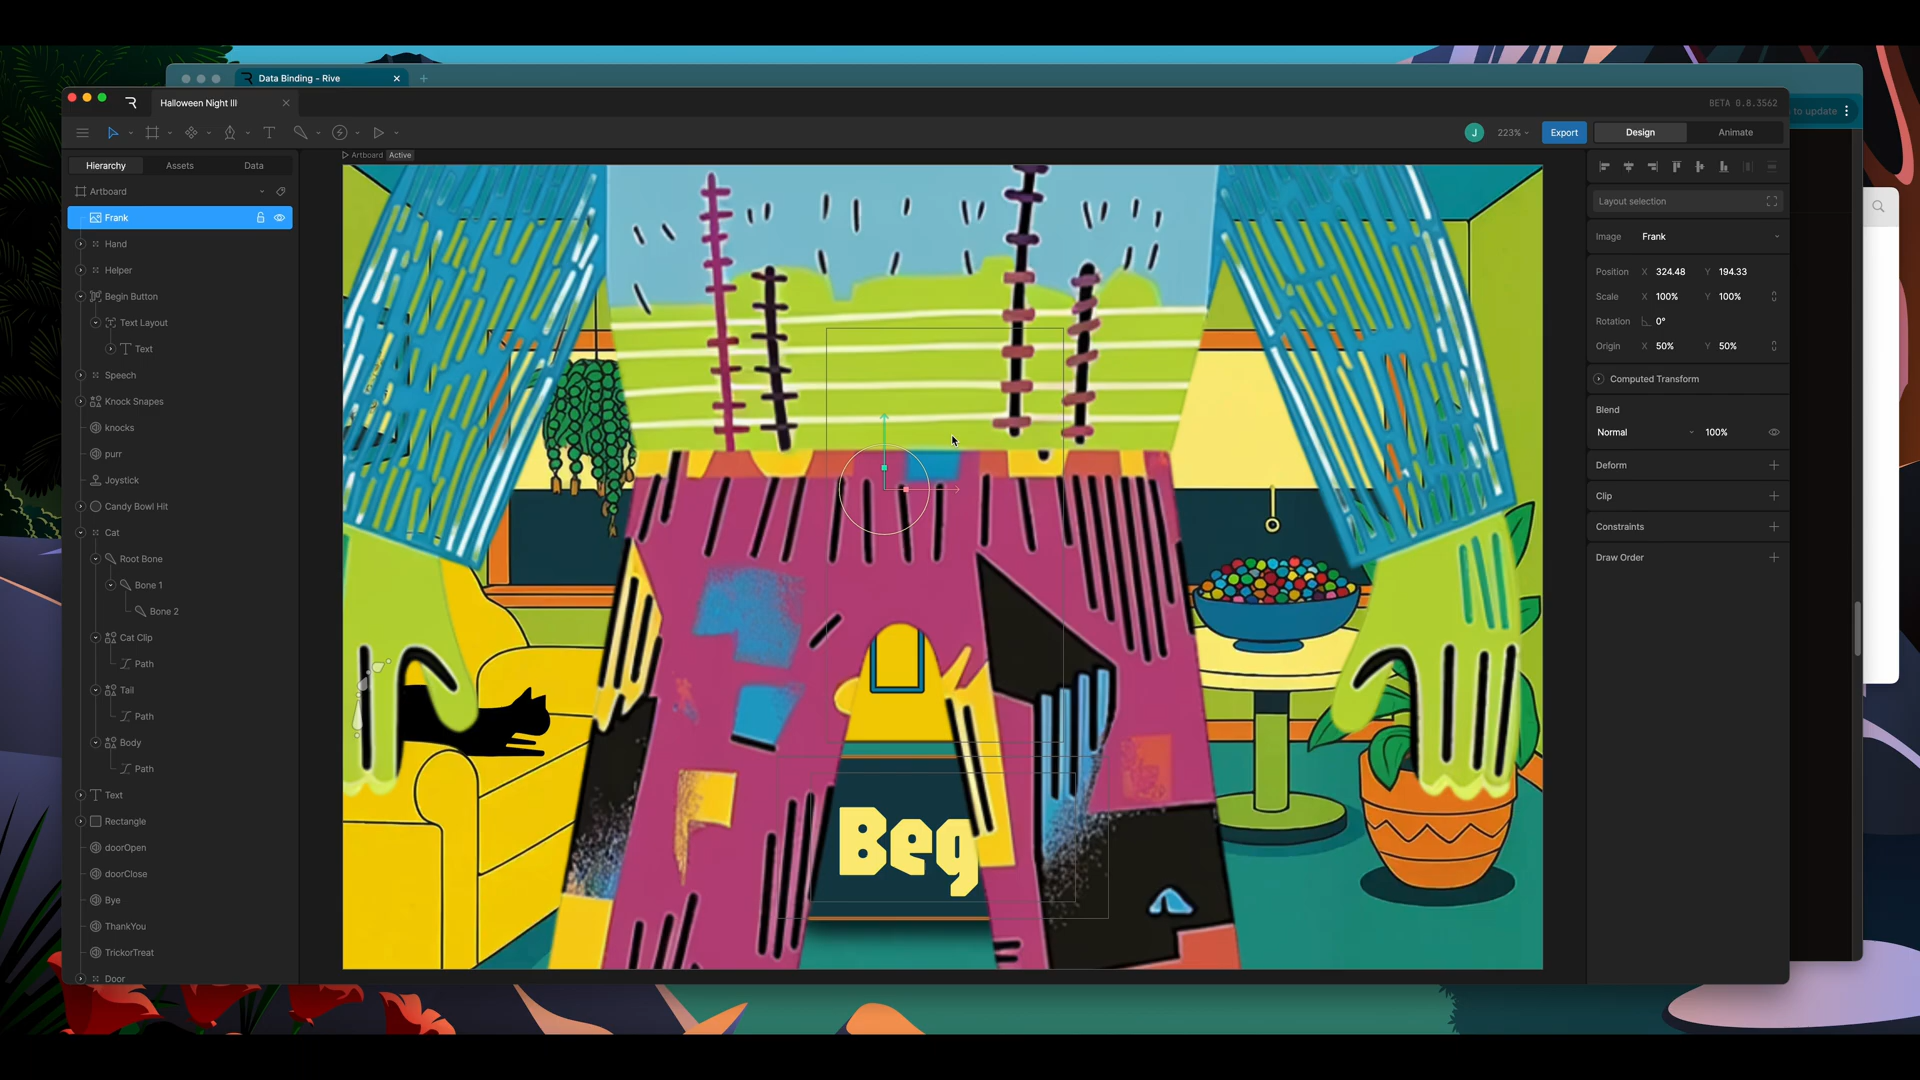 Data Binding - Rive
Halloween Night III
BETA 0.8.3562
to update
223%
Export
Design
Animate
Hierarchy
Assets
Data
Artboard
Active
Artboard
Frank
Hand
Helper
Begin Button
Text Layout
Text
Speech
Knock Snapes
knocks
purr
Joystick
Candy Bowl Hit
Cat
Root Bone
Bone 1
Bone 2
Cat Clip
Path
Tail
Path
Body
Path
Text
Rectangle
doorOpen
doorClose
Bye
ThankYou
TrickorTreat
Door
Beg
J
Layout selection
Image Frank
Position X 324.48 Y 194.33
Scale X 100% Y 100%
Rotation 0°
Origin X 50% Y 50%
Computed Transform
Blend
Normal 100%
Deform
Clip
Constraints
Draw Order